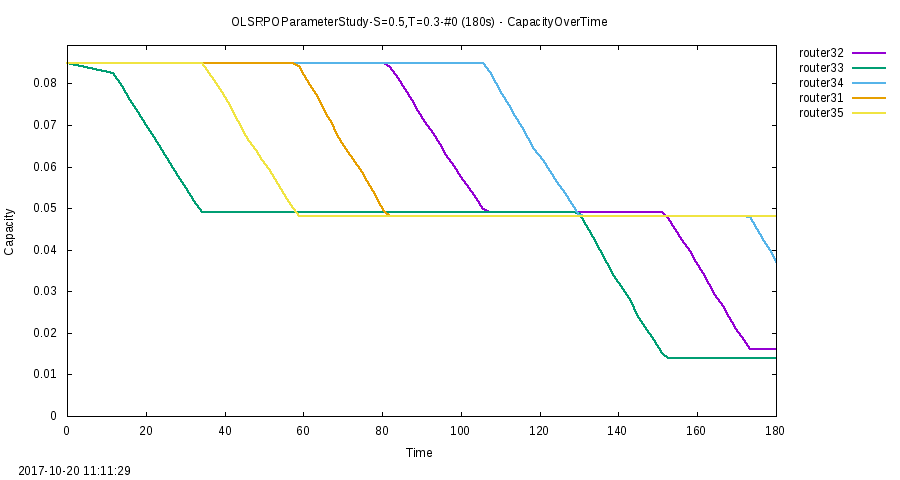 OLSRPOParameterStudy-S=0.5,T=0.3-#0 (180s) - CapacityOverTime
router32
router33
router34
router31
router35
0.08
0.07
0.06
0.05
0.04
0.03
0.02
0.01
0
Capacity
0 20 40 60 80 100 120 140 160 180
Time
2017-10-20 11:11:29